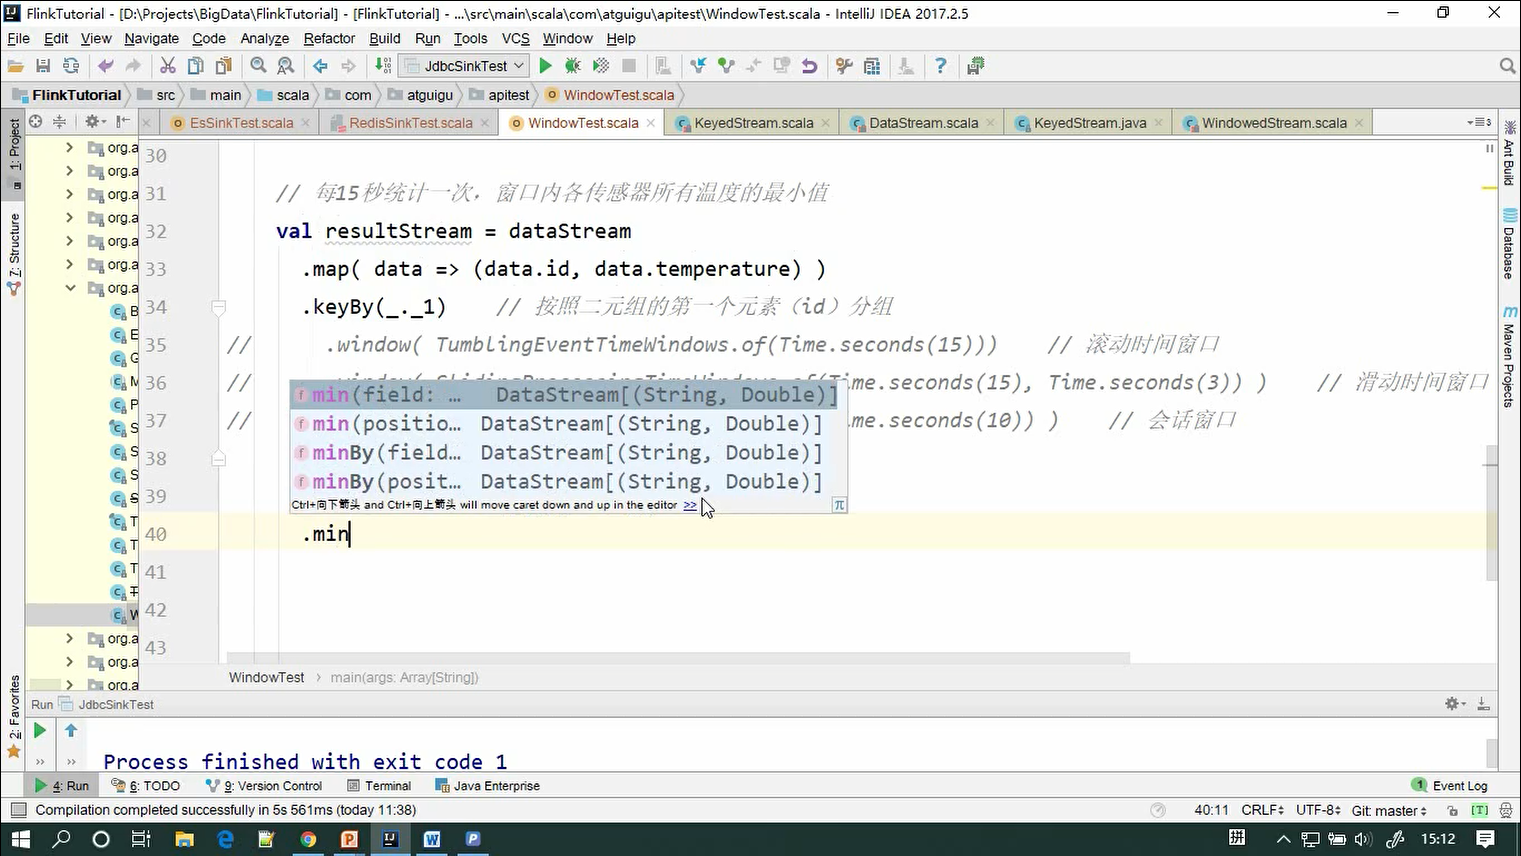 FlinkTutorial - [D:\Projects\BigData\FlinkTutorial] - [FlinkTutorial] - ...\src\main\scala\com\atguigu\apitest\WindowTest.scala - IntelliJ IDEA 2017.2.5
File Edit View Navigate Code Analyze Refactor Build Run Tools VCS Window Help
JdbcSinkTest
FlinkTutorial src main scala com atguigu apitest WindowTest.scala
EsSinkTest.scala RedisSinkTest.scala WindowTest.scala KeyedStream.scala DataStream.scala KeyedStream.java WindowedStream.scala
1: Project
7: Structure
2: Favorites
Ant Build
Database
Maven Projects
org.a
org.a
org.a
org.a
org.a
org.a
org.a
B
E
G
M
P
S
S
S
S
T
T
T
T
W
org.a
org.a
org.a
30
31 // 每15秒统计一次，窗口内各传感器所有温度的最小值
32 val resultStream = dataStream
33 .map( data => (data.id, data.temperature) )
34 .keyBy(_._1) // 按照二元组的第一个元素（id）分组
35 // .window( TumblingEventTimeWindows.of(Time.seconds(15))) // 滚动时间窗口
36 // Time.seconds(15), Time.seconds(3)) ) // 滑动时间窗口
37 // me.seconds(10)) ) // 会话窗口
38
39
40 .min
41
42
43
min(field: … DataStream[(String, Double)]
min(positio… DataStream[(String, Double)]
minBy(field… DataStream[(String, Double)]
minBy(posit… DataStream[(String, Double)]
Ctrl+向下箭头 and Ctrl+向上箭头 will move caret down and up in the editor >> π
WindowTest main(args: Array[String])
Run JdbcSinkTest
Process finished with exit code 1
4: Run 6: TODO 9: Version Control Terminal Java Enterprise 1 Event Log
Compilation completed successfully in 5s 561ms (today 11:38) 40:11 CRLF UTF-8 Git: master [T]
拼 15:12